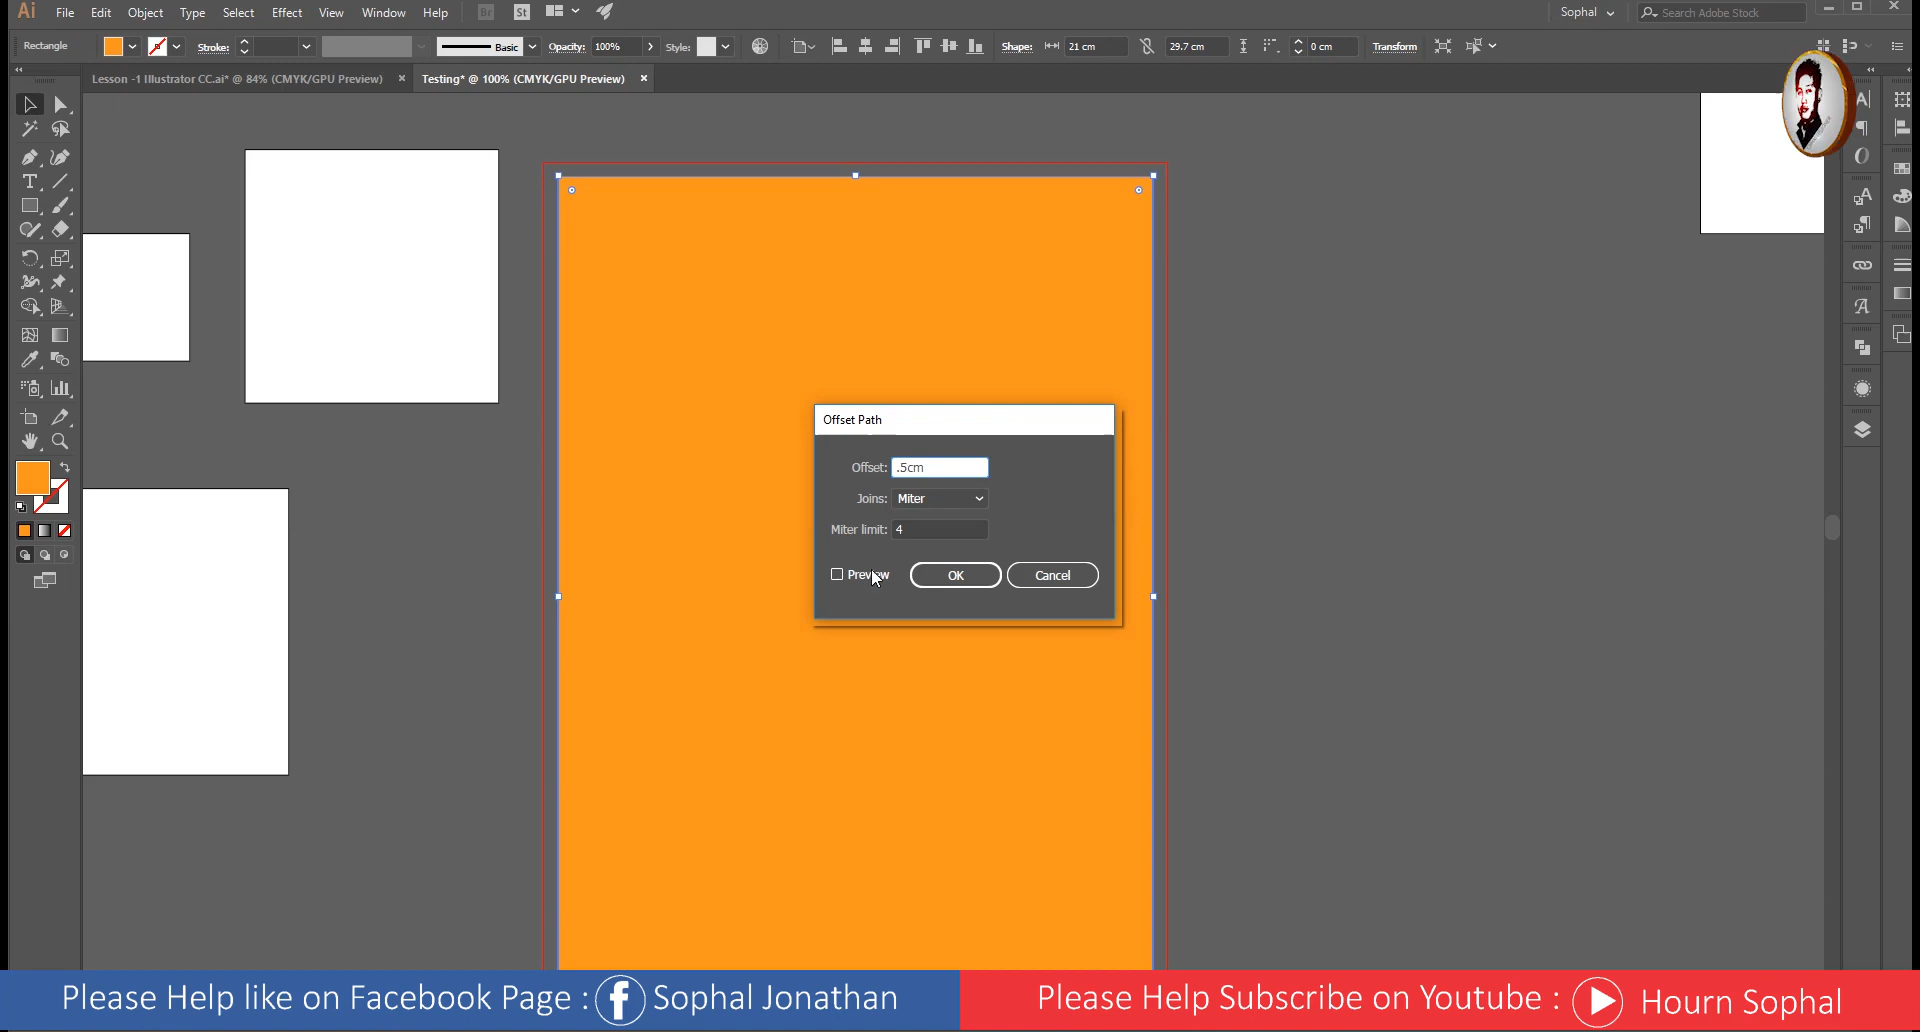 Ai File Edit Object Type Select Effect View Window Help Br St Sophal Search Adobe Stock
Rectangle Stroke: Basic Opacity: 100% Style: Shape: 21 cm 29.7 cm 0 cm Transform
Lesson -1 Illustrator CC.ai* @ 84% (CMYK/GPU Preview) × Testing* @ 100% (CMYK/GPU Preview) ×
Offset Path
Offset: .5cm
Joins: Miter
Miter limit: 4
Preview OK Cancel
Please Help like on Facebook Page : f Sophal Jonathan
Please Help Subscribe on Youtube : Hourn Sophal